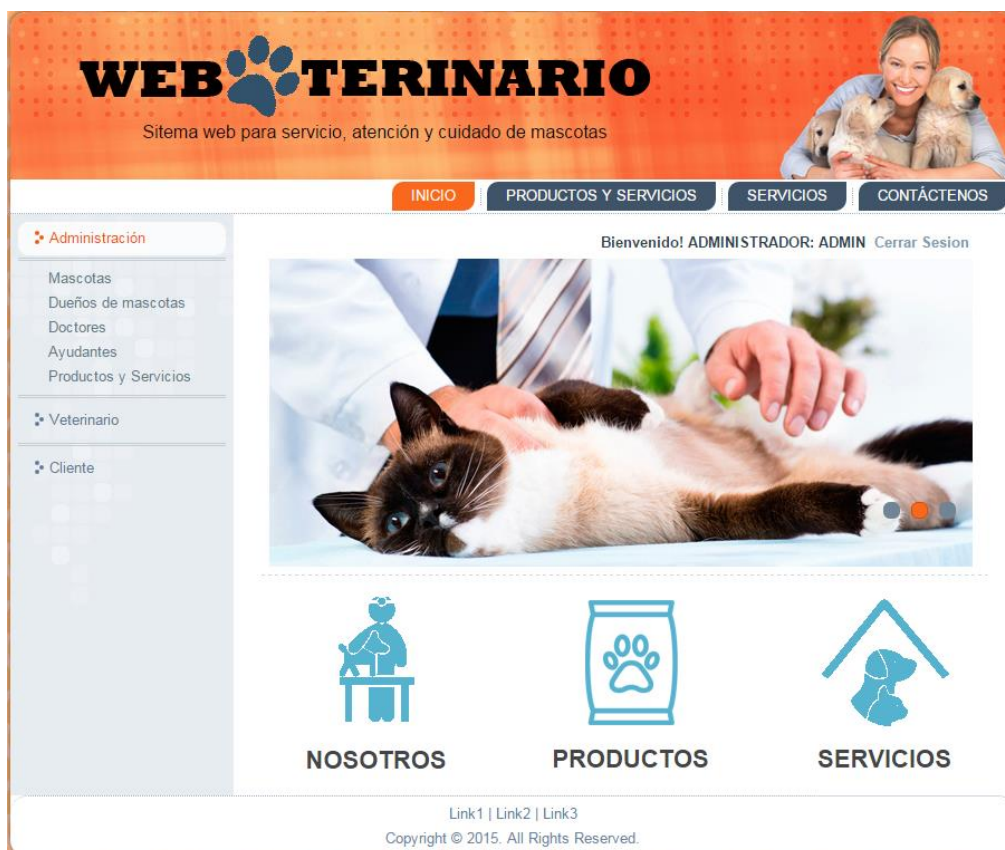 WEB TERINARIO
Sitema web para servicio, atención y cuidado de mascotas
INICIO PRODUCTOS Y SERVICIOS SERVICIOS CONTÁCTENOS
Administración
Bienvenido! ADMINISTRADOR: ADMIN Cerrar Sesion
Mascotas
Dueños de mascotas
Doctores
Ayudantes
Productos y Servicios
Veterinario
Cliente
NOSOTROS PRODUCTOS SERVICIOS
Link1 | Link2 | Link3
Copyright © 2015. All Rights Reserved.